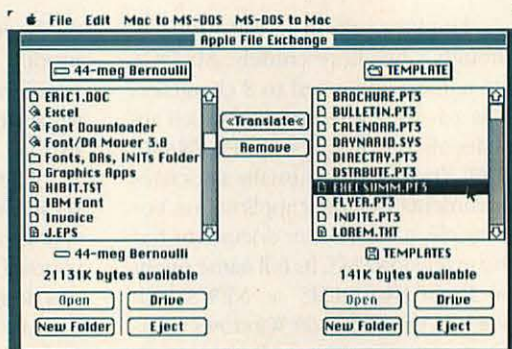 File Edit Mac to MS-DOS MS-DOS to Mac
Apple File Exchange
44-meg Bernoulli
ERIC1.DOC
Excel
Font Downloader
Font/DA Mover 3.8
Fonts, DAs, INITs Folder
Graphics Apps
HIBIT.TST
IBM Font
Invoice
J.EPS
44-meg Bernoulli
21131K bytes available
Open Drive
New Folder Eject
«Translate«
Remove
TEMPLATE
BROCHURE.PT3
BULLETIN.PT3
CALENDAR.PT3
DAYNARIO.SYS
DIRECTAY.PT3
DSTABUTE.PT3
EXECSUMM.PT3
FLYER.PT3
INVITE.PT3
LOREM.TXT
TEMPLATES
141K bytes available
Open Drive
New Folder Eject